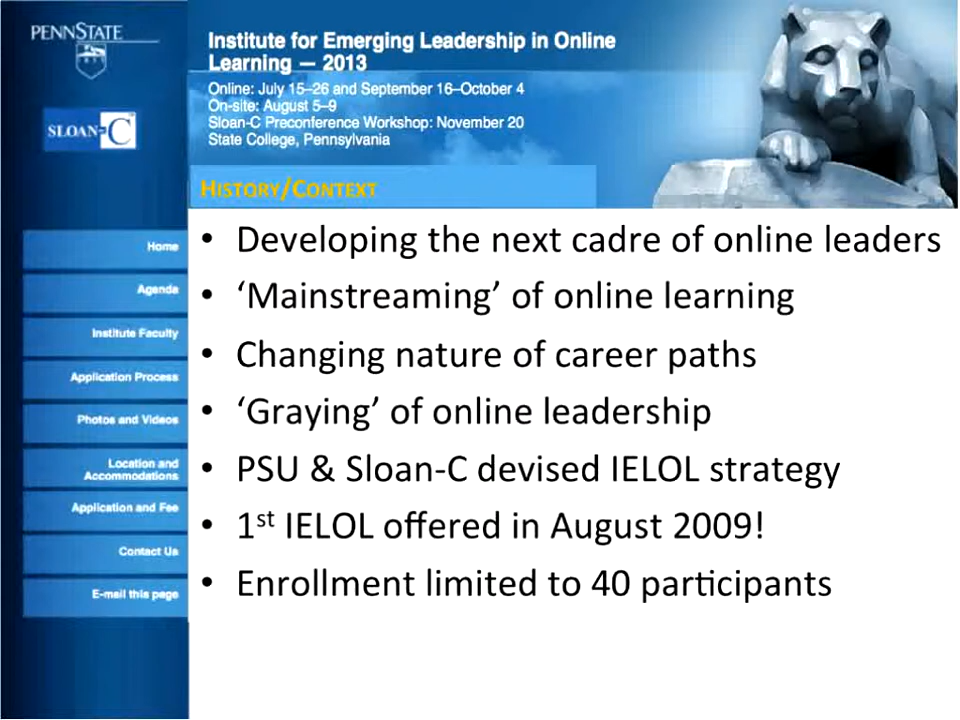 PENNSTATE
1855
SLOAN-C
Institute for Emerging Leadership in Online
Learning — 2013
Online: July 15–26 and September 16–October 4
On-site: August 5–9
Sloan-C Preconference Workshop: November 20
State College, Pennsylvania
HISTORY/CONTEXT
Home
Agenda
Institute Faculty
Application Process
Photos and Videos
Location and
Accommodations
Application and Fee
Contact Us
E-mail this page
• Developing the next cadre of online leaders
• ‘Mainstreaming’ of online learning
• Changing nature of career paths
• ‘Graying’ of online leadership
• PSU & Sloan-C devised IELOL strategy
• 1st IELOL offered in August 2009!
• Enrollment limited to 40 participants